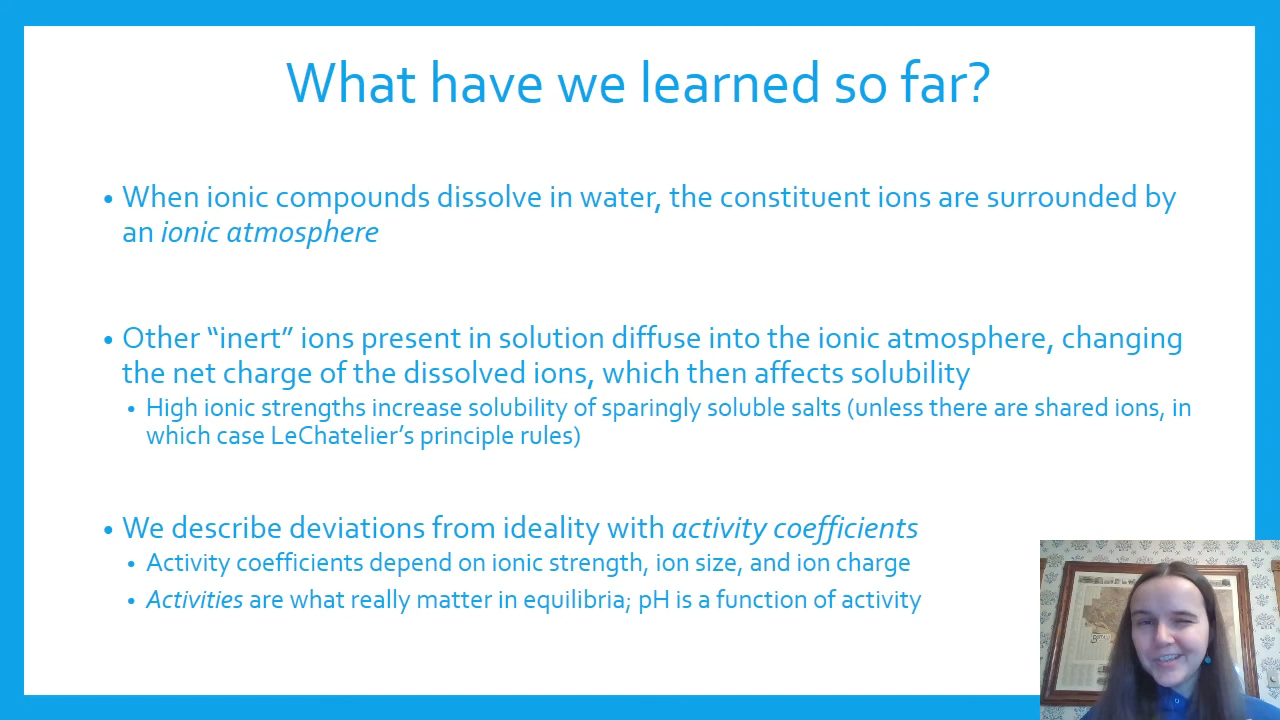 What have we learned so far?
• When ionic compounds dissolve in water, the constituent ions are surrounded by
an ionic atmosphere
• Other “inert” ions present in solution diffuse into the ionic atmosphere, changing
the net charge of the dissolved ions, which then affects solubility
• High ionic strengths increase solubility of sparingly soluble salts (unless there are shared ions, in
which case LeChatelier’s principle rules)
• We describe deviations from ideality with activity coefficients
• Activity coefficients depend on ionic strength, ion size, and ion charge
• Activities are what really matter in equilibria; pH is a function of activity